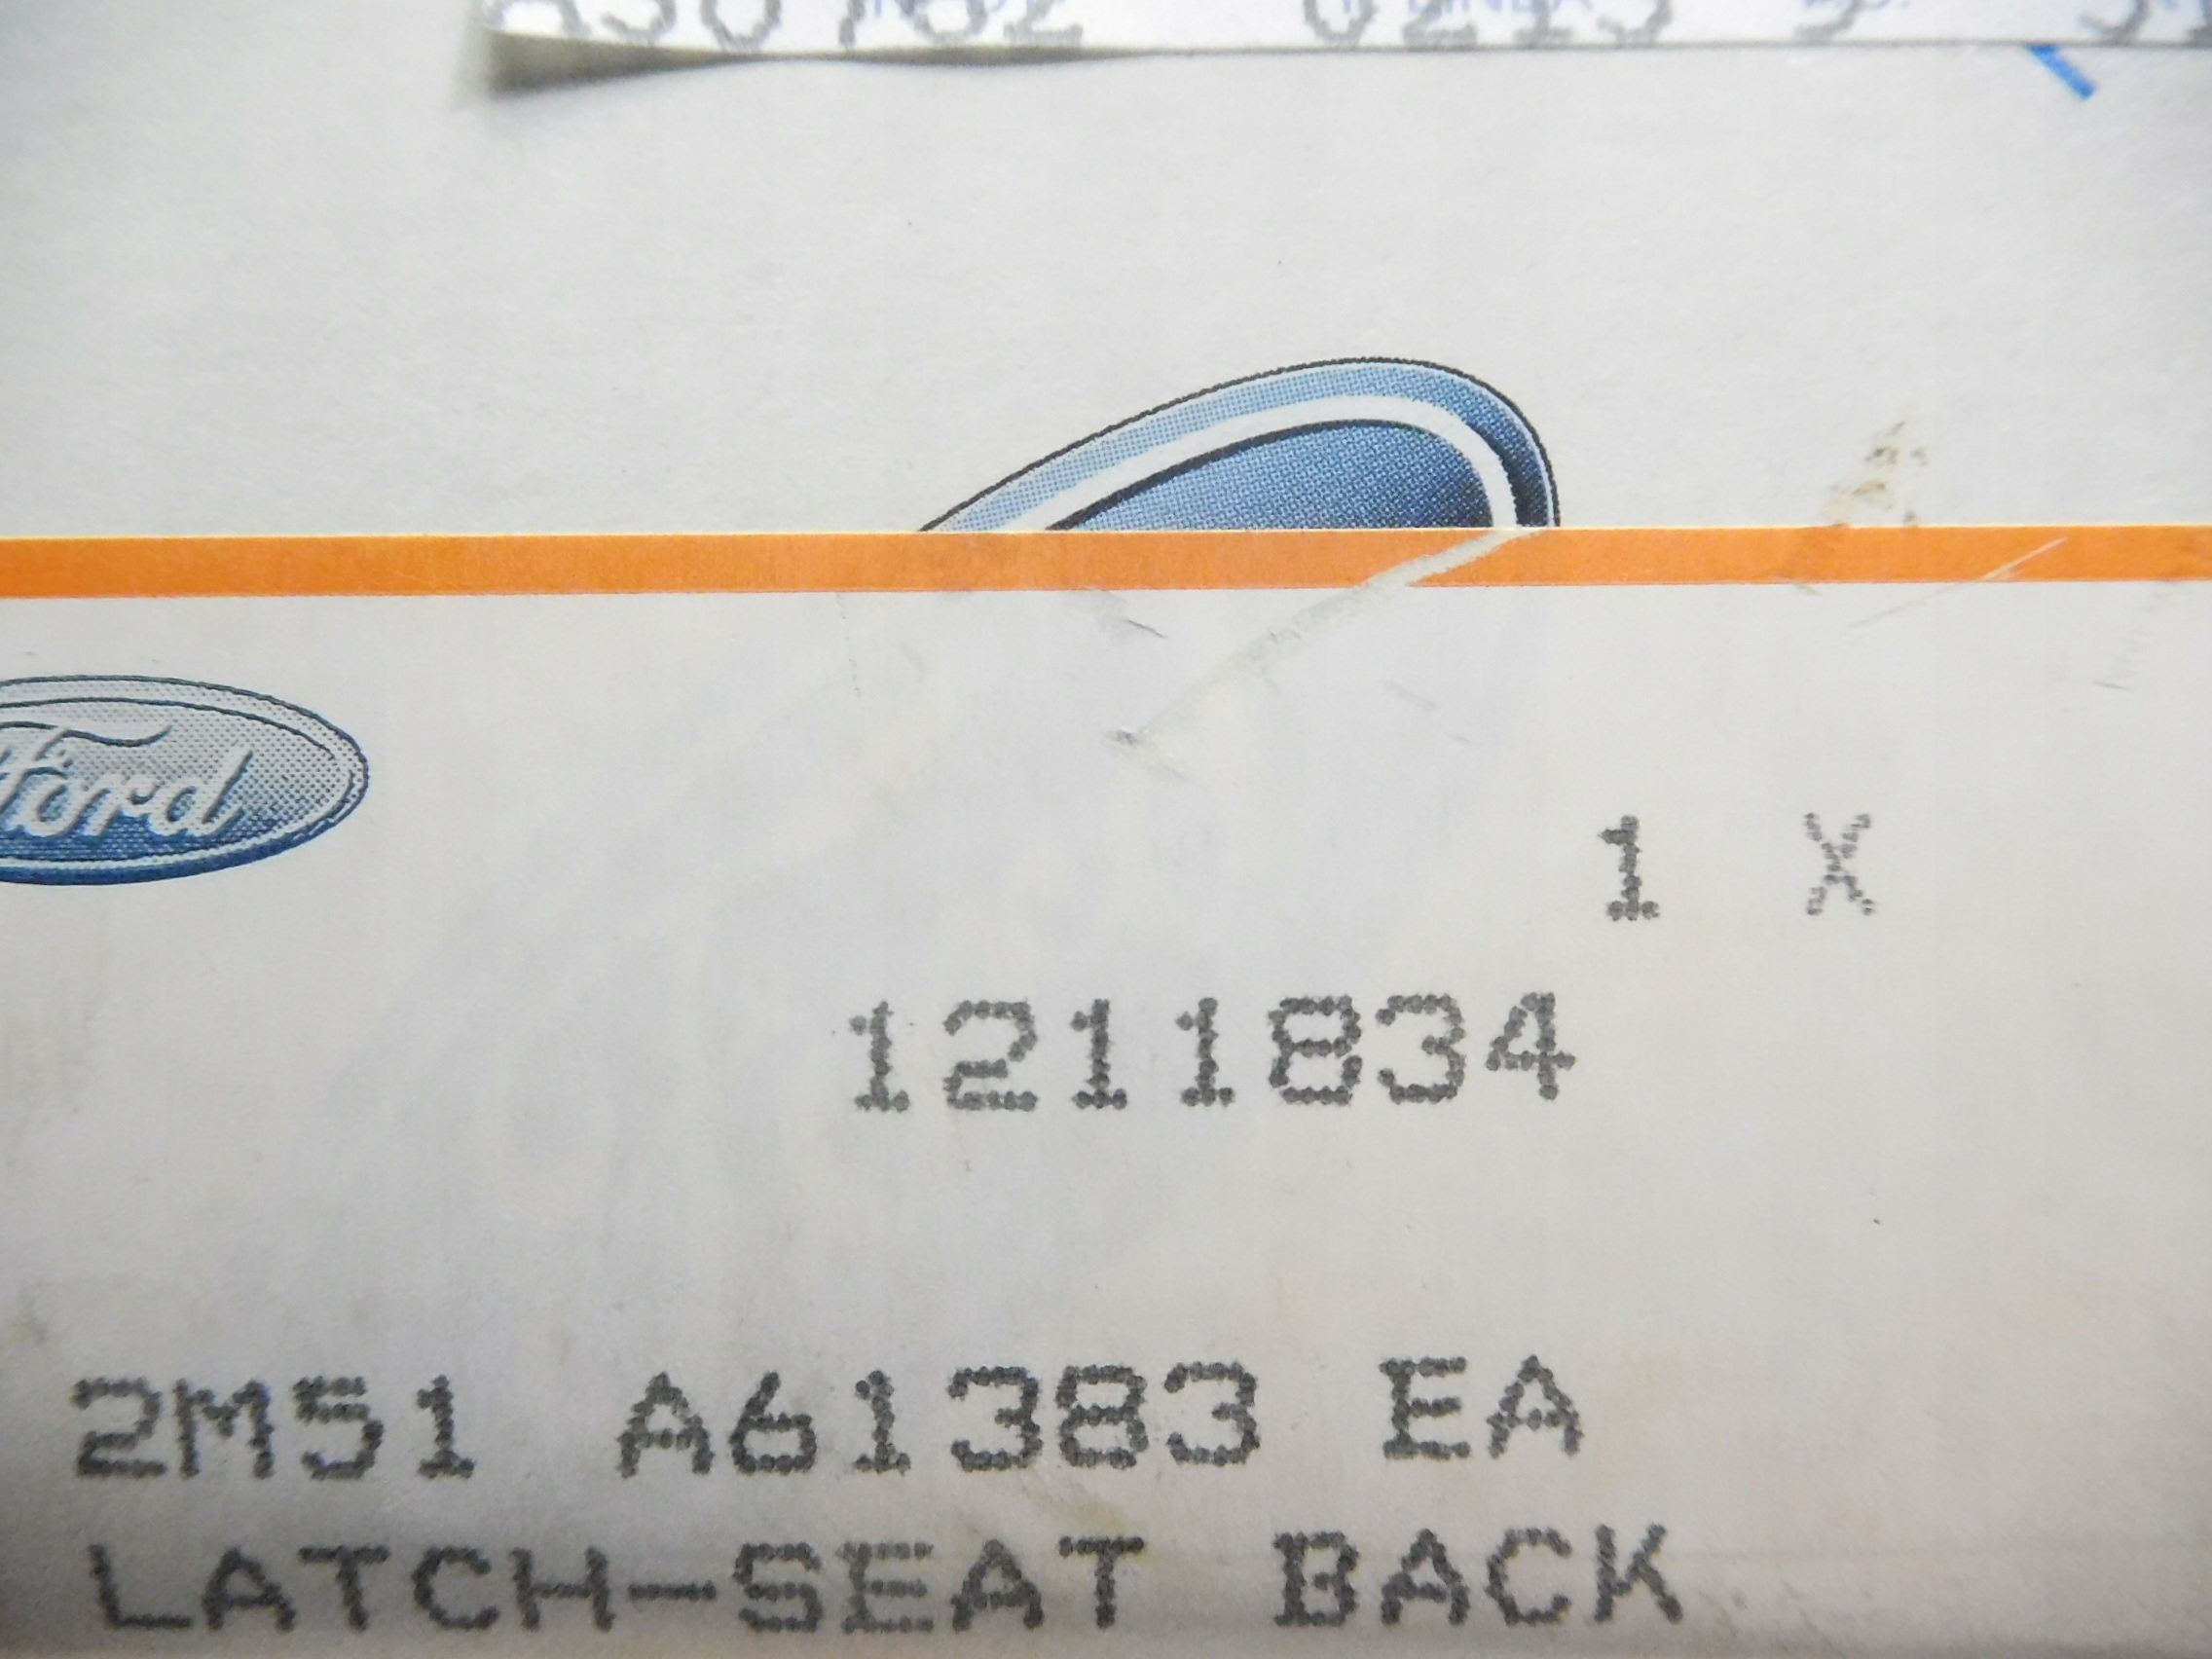 Ford
1 X
1211834
2M51 A61383 EA
LATCH-SEAT BACK